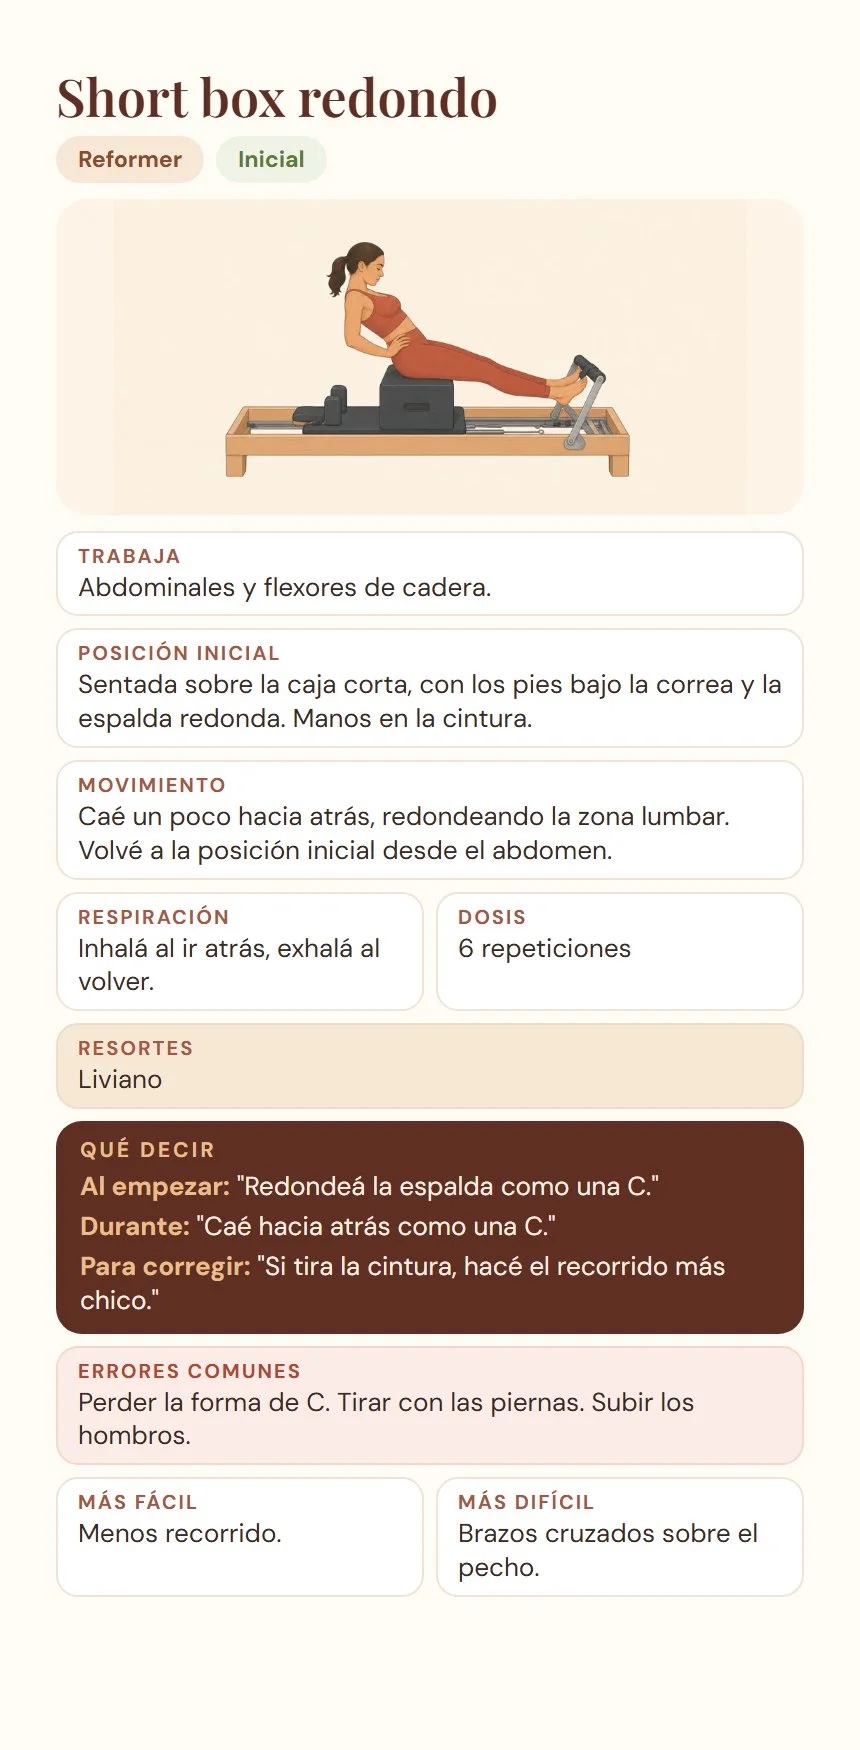 Short box redondo
Reformer
Inicial
TRABAJA
Abdominales y flexores de cadera.
POSICIÓN INICIAL
Sentada sobre la caja corta, con los pies bajo la correa y la
espalda redonda. Manos en la cintura.
MOVIMIENTO
Caé un poco hacia atrás, redondeando la zona lumbar.
Volvé a la posición inicial desde el abdomen.
RESPIRACIÓN
Inhalá al ir atrás, exhalá al
volver.
DOSIS
6 repeticiones
RESORTES
Liviano
QUÉ DECIR
Al empezar: "Redondeá la espalda como una C."
Durante: "Caé hacia atrás como una C."
Para corregir: "Si tira la cintura, hacé el recorrido más
chico."
ERRORES COMUNES
Perder la forma de C. Tirar con las piernas. Subir los
hombros.
MÁS FÁCIL
Menos recorrido.
MÁS DIFÍCIL
Brazos cruzados sobre el
pecho.